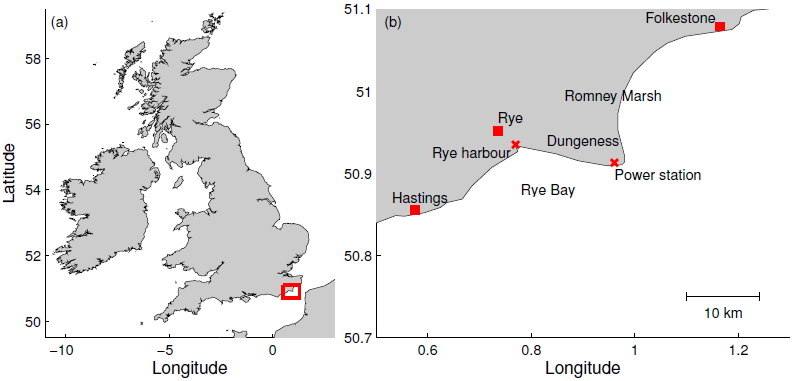 (a)
58
56
54
52
50
Latitude
−10
−5
0
Longitude
(b)
51.1
51
50.9
50.8
50.7
Folkestone
Romney Marsh
Rye
Dungeness
Rye harbour
Power station
Rye Bay
Hastings
10 km
0.6
0.8
1
1.2
Longitude